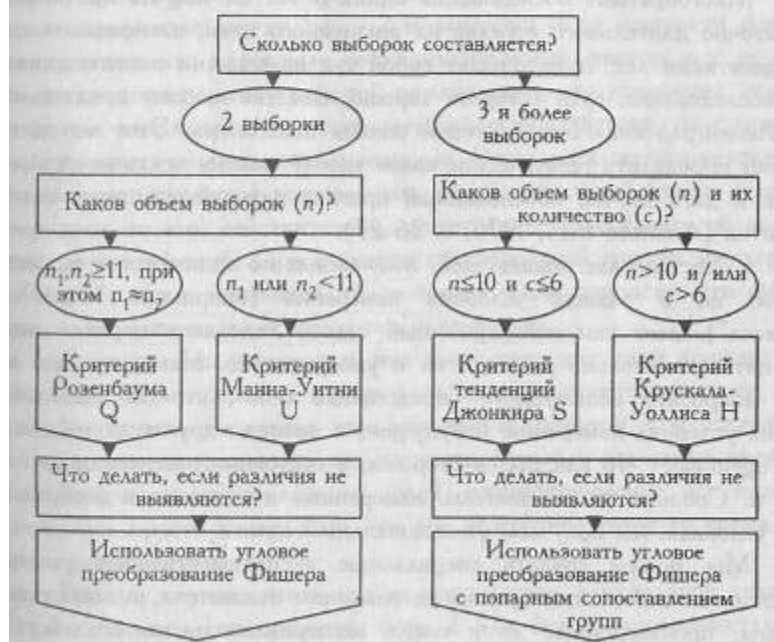 Сколько выборок составляется?
2 выборки
3 и более
выборок
Каков объем выборок (n)?
Каков объем выборок (n) и их
количество (c)?
n₁,n₂≥11, при
этом n₁≈n₂
n₁ или n₂<11
n≤10 и c≤6
n>10 и/или
c>6
Критерий
Розенбаума
Q
Критерий
Манна-Уитни
U
Критерий
тенденций
Джонкира S
Критерий
Крускала-
Уоллиса H
Что делать, если различия не
выявляются?
Что делать, если различия не
выявляются?
Использовать угловое
преобразование Фишера
Использовать угловое
преобразование Фишера
с попарным сопоставлением
групп